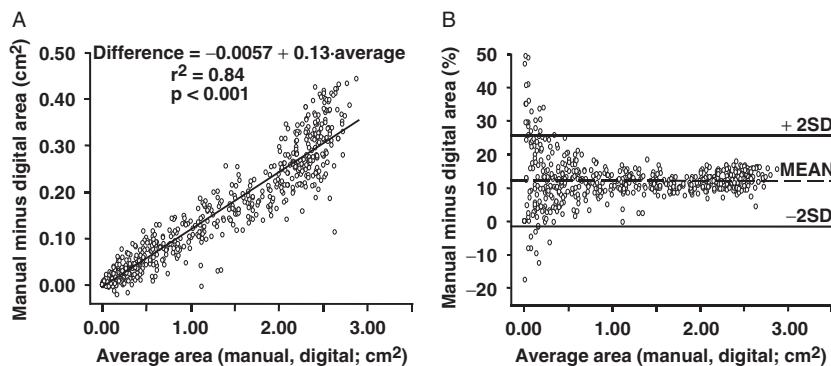 A
Difference = −0.0057 + 0.13·average
r² = 0.84
p < 0.001
Manual minus digital area (cm²)
0.50
0.40
0.30
0.20
0.10
0.00
0.00 1.00 2.00 3.0
Average area (manual, digital; cm²)
B
Manual minus digital area (%)
50
40
30
20
10
0
−10
−20
+ 2SD
MEAN
−2SD
0.00 1.00 2.00 3.0
Average area (manual, digital; cm²)